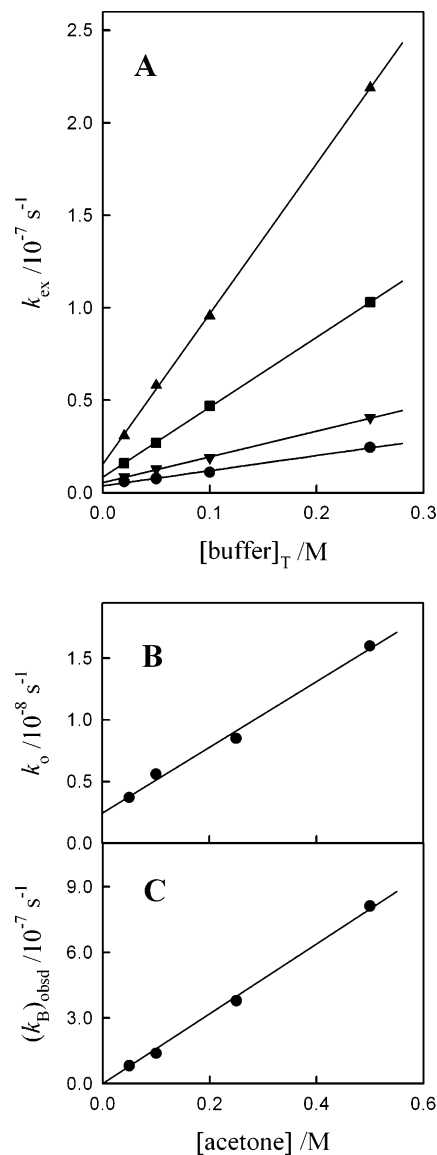 A
2.5
2.0
1.5
1.0
0.5
0.0
k_ex /10^-7 s^-1
0.0 0.1 0.2 0.3
[buffer]_T /M
B
1.5
1.0
0.5
0.0
k_o /10^-8 s^-1
C
9.0
6.0
3.0
0.0
(k_B)_obsd /10^-7 s^-1
0.0 0.2 0.4 0.6
[acetone] /M